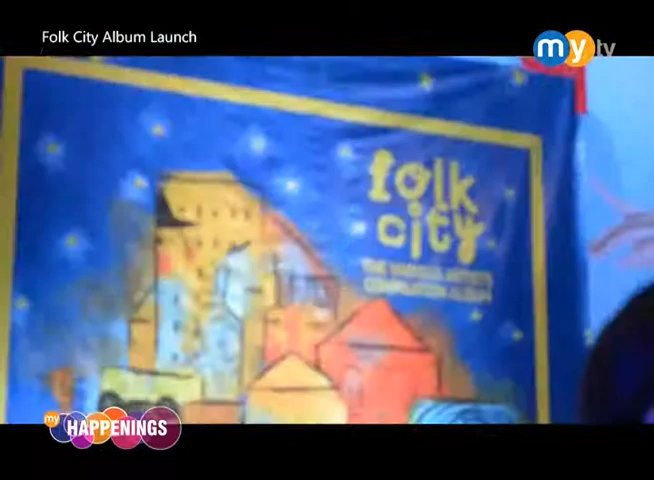 Folk City Album Launch
my tv
folk
city
THE VARIOUS ARTISTS
COMPILATION ALBUM
my
HAPPENINGS